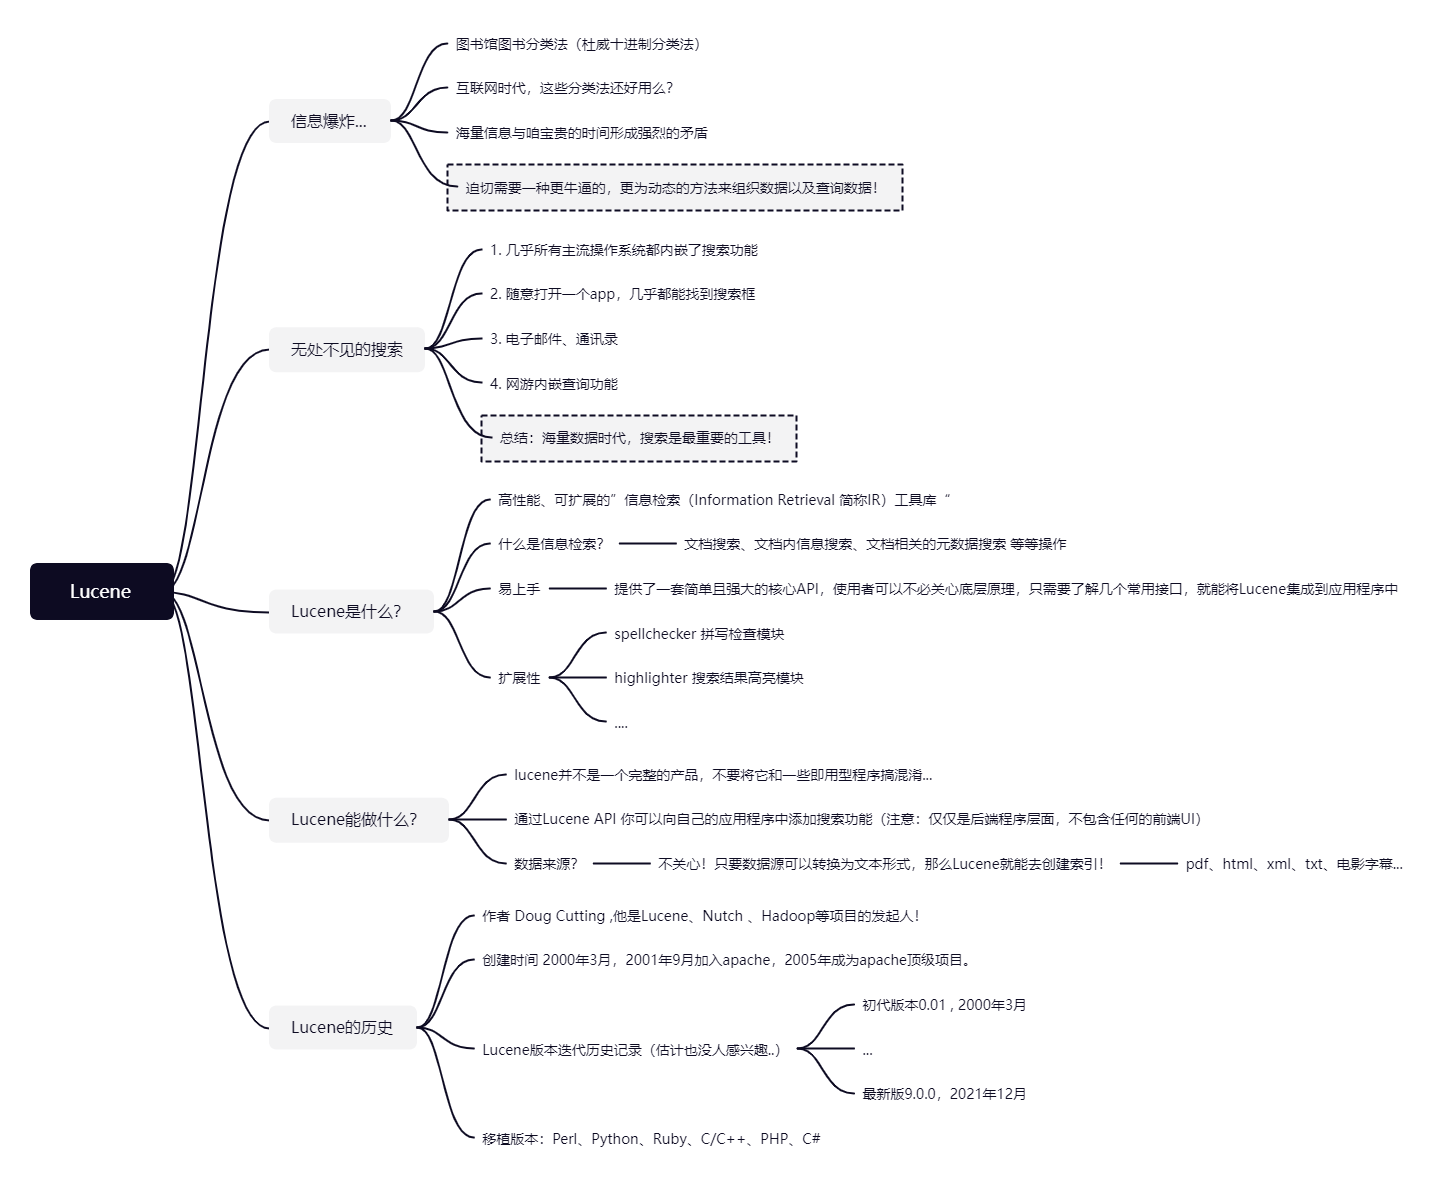 Lucene
信息爆炸...
图书馆图书分类法（杜威十进制分类法）
互联网时代，这些分类法还好用么？
海量信息与咱宝贵的时间形成强烈的矛盾
迫切需要一种更牛逼的，更为动态的方法来组织数据以及查询数据！
无处不见的搜索
1. 几乎所有主流操作系统都内嵌了搜索功能
2. 随意打开一个app，几乎都能找到搜索框
3. 电子邮件、通讯录
4. 网游内嵌查询功能
总结：海量数据时代，搜索是最重要的工具！
Lucene是什么？
高性能、可扩展的”信息检索（Information Retrieval 简称IR）工具库“
什么是信息检索？
文档搜索、文档内信息搜索、文档相关的元数据搜索 等等操作
易上手
提供了一套简单且强大的核心API，使用者可以不必关心底层原理，只需要了解几个常用接口，就能将Lucene集成到应用程序中
扩展性
spellchecker 拼写检查模块
highlighter 搜索结果高亮模块
....
Lucene能做什么？
lucene并不是一个完整的产品，不要将它和一些即用型程序搞混淆...
通过Lucene API 你可以向自己的应用程序中添加搜索功能（注意：仅仅是后端程序层面，不包含任何的前端UI）
数据来源？
不关心！只要数据源可以转换为文本形式，那么Lucene就能去创建索引！
pdf、html、xml、txt、电影字幕...
Lucene的历史
作者 Doug Cutting ,他是Lucene、Nutch 、Hadoop等项目的发起人！
创建时间 2000年3月，2001年9月加入apache，2005年成为apache顶级项目。
Lucene版本迭代历史记录（估计也没人感兴趣..）
初代版本0.01 , 2000年3月
...
最新版9.0.0，2021年12月
移植版本：Perl、Python、Ruby、C/C++、PHP、C#